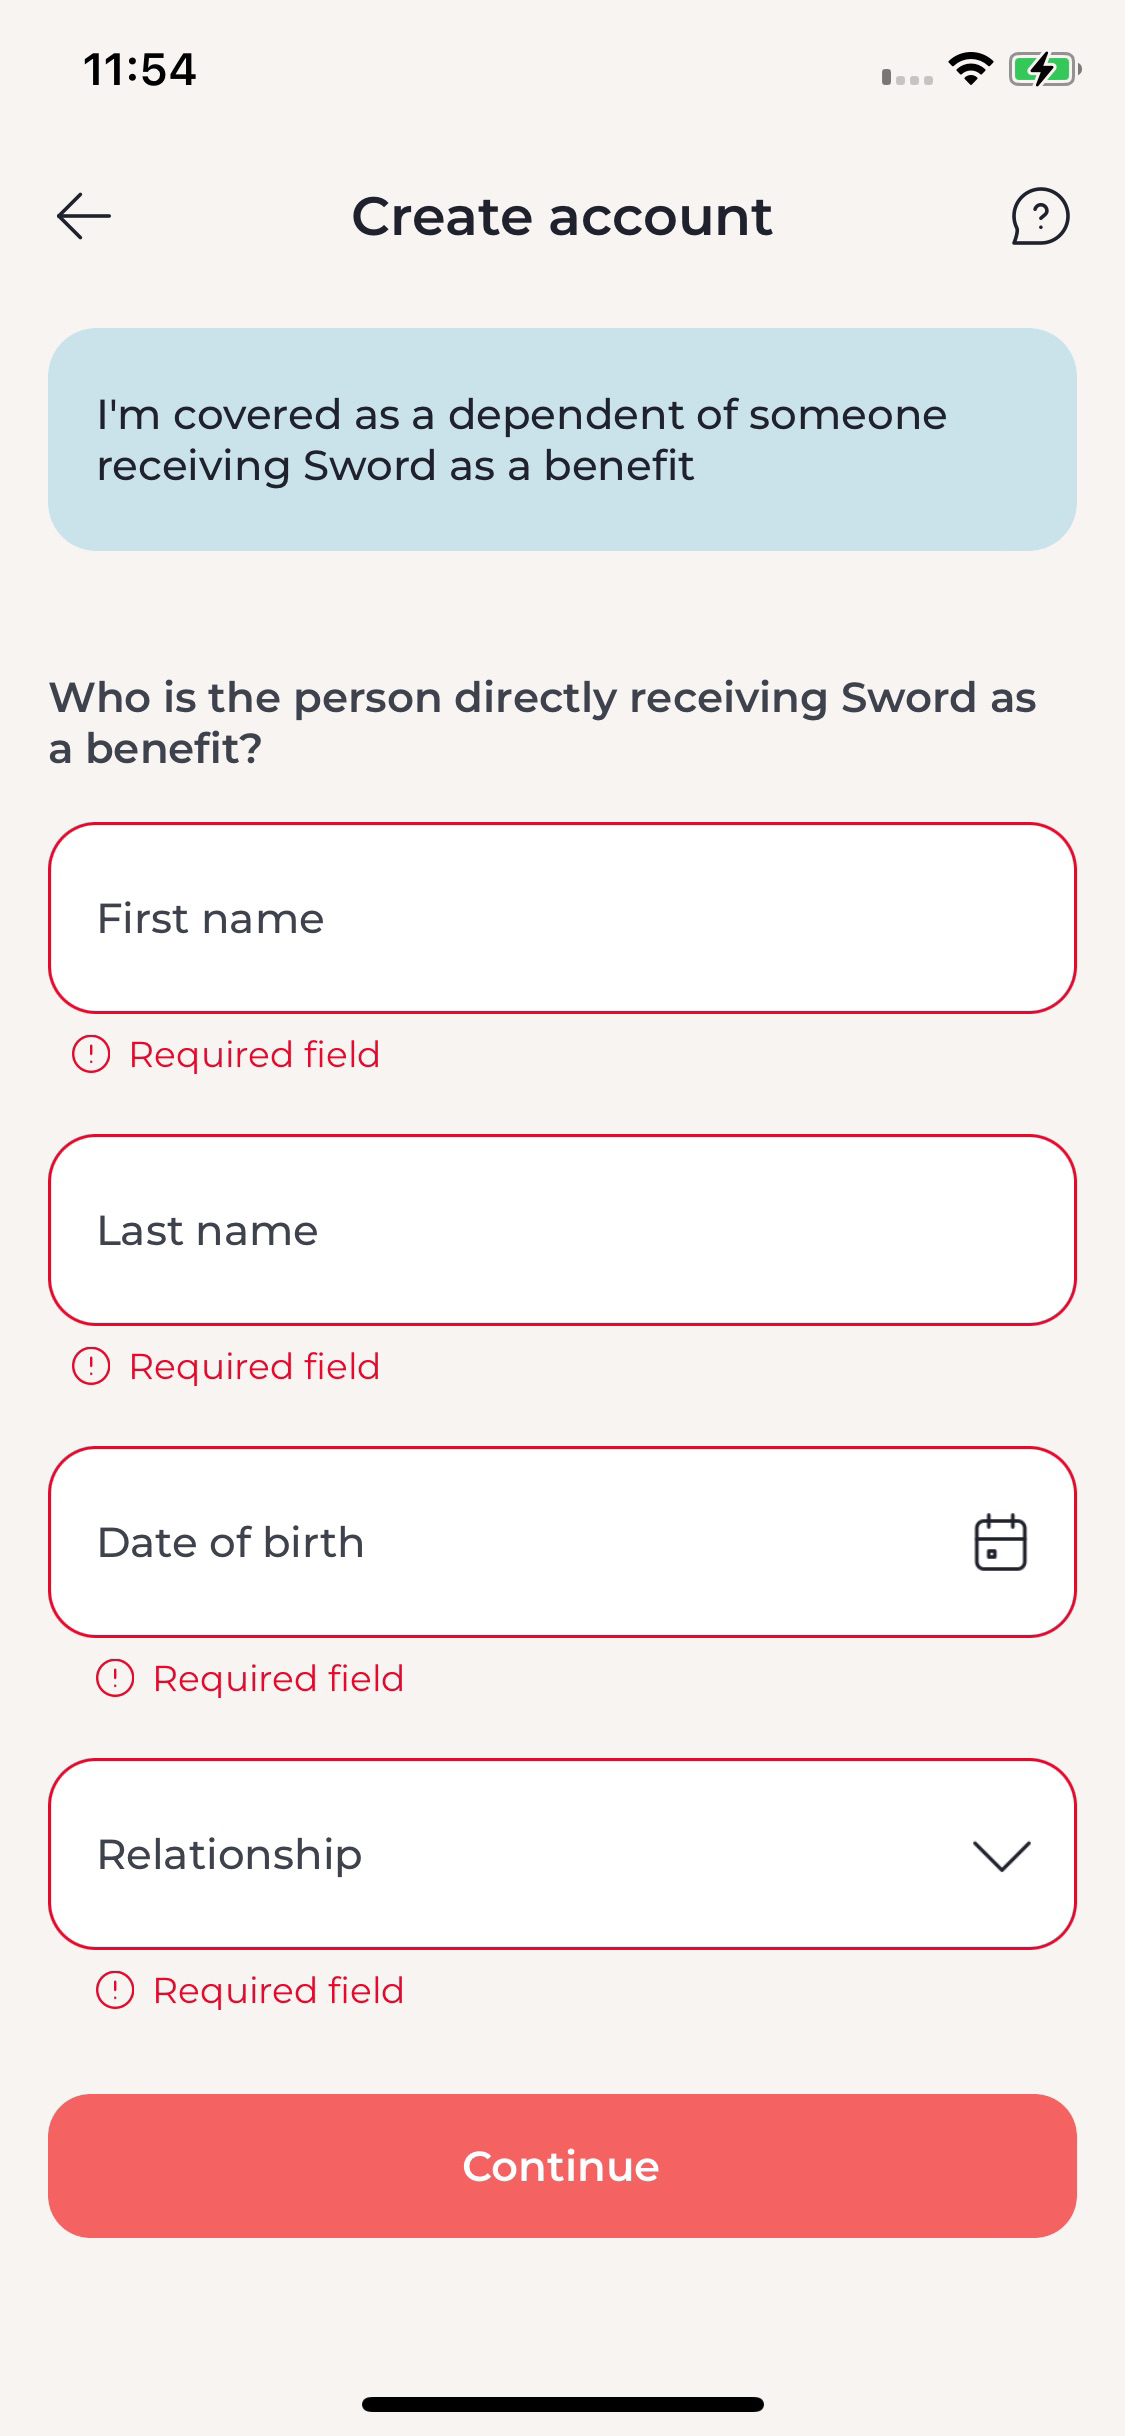 11:54
Create account
I'm covered as a dependent of someone
receiving Sword as a benefit
Who is the person directly receiving Sword as
a benefit?
First name
Required field
Last name
Required field
Date of birth
Required field
Relationship
Required field
Continue